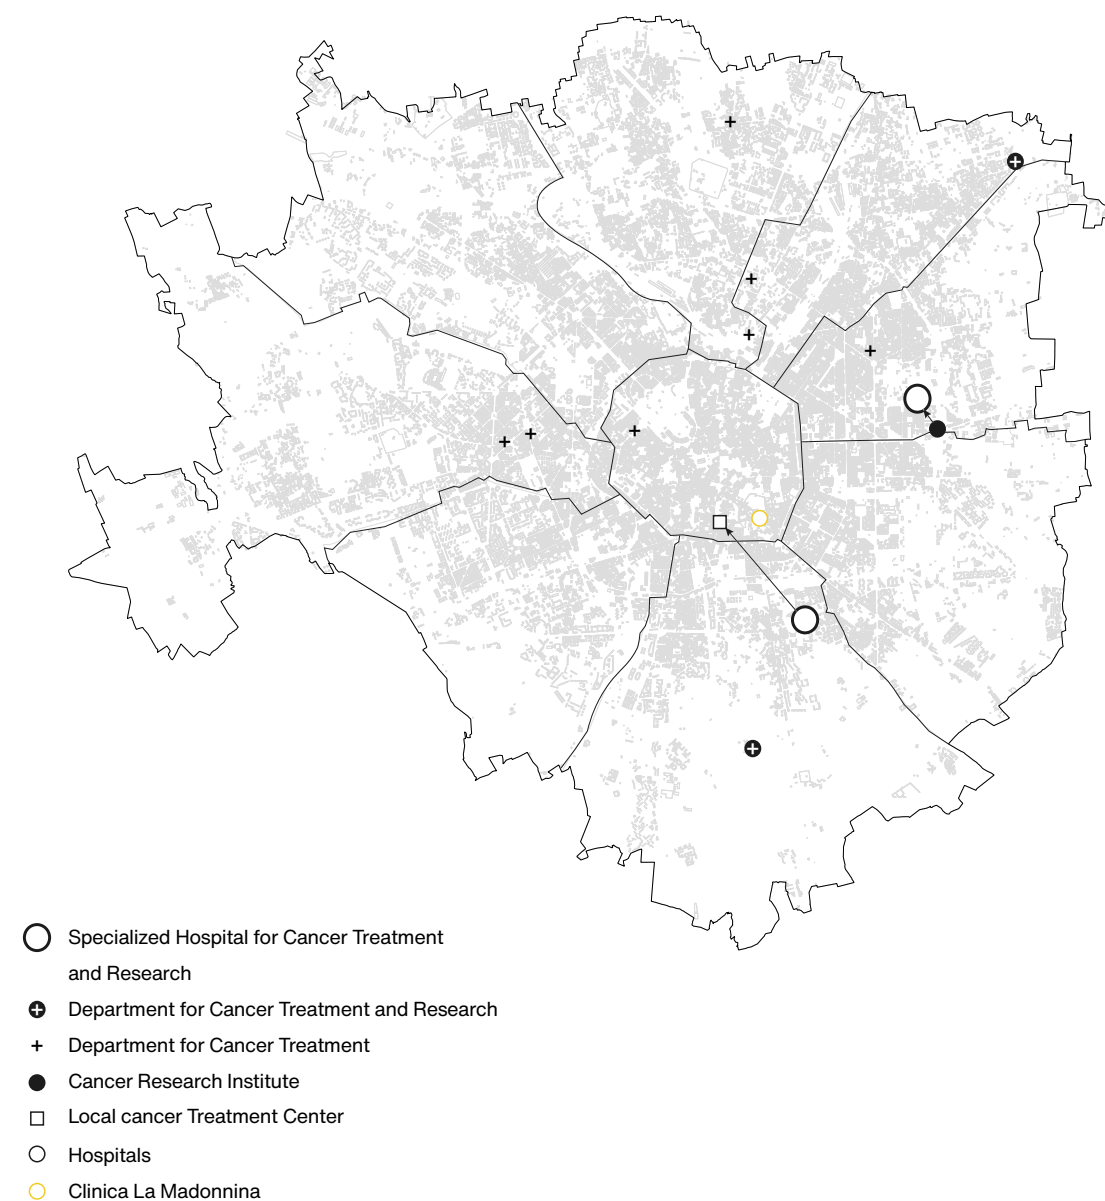 Specialized Hospital for Cancer Treatment
and Research
Department for Cancer Treatment and Research
Department for Cancer Treatment
Cancer Research Institute
Local cancer Treatment Center
Hospitals
Clinica La Madonnina